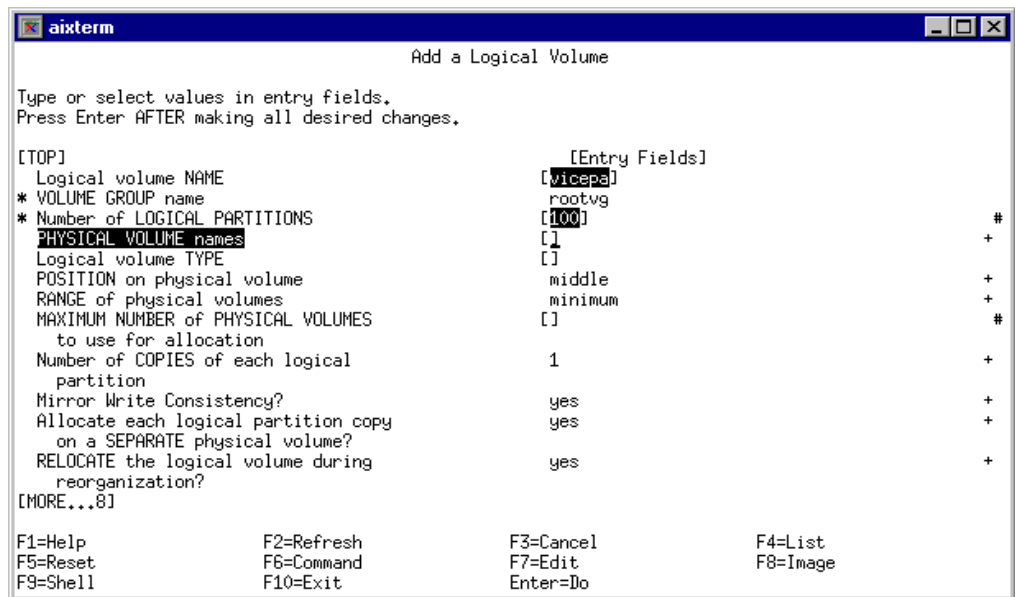 aixterm
Add a Logical Volume
Type or select values in entry fields.
Press Enter AFTER making all desired changes.
[TOP] [Entry Fields]
Logical volume NAME [vicepa]
* VOLUME GROUP name rootvg
* Number of LOGICAL PARTITIONS [100] #
PHYSICAL VOLUME names [] +
Logical volume TYPE []
POSITION on physical volume middle +
RANGE of physical volumes minimum +
MAXIMUM NUMBER of PHYSICAL VOLUMES [] #
to use for allocation
Number of COPIES of each logical 1 +
partition
Mirror Write Consistency? yes +
Allocate each logical partition copy yes +
on a SEPARATE physical volume?
RELOCATE the logical volume during yes +
reorganization?
[MORE...8]
F1=Help F2=Refresh F3=Cancel F4=List
F5=Reset F6=Command F7=Edit F8=Image
F9=Shell F10=Exit Enter=Do